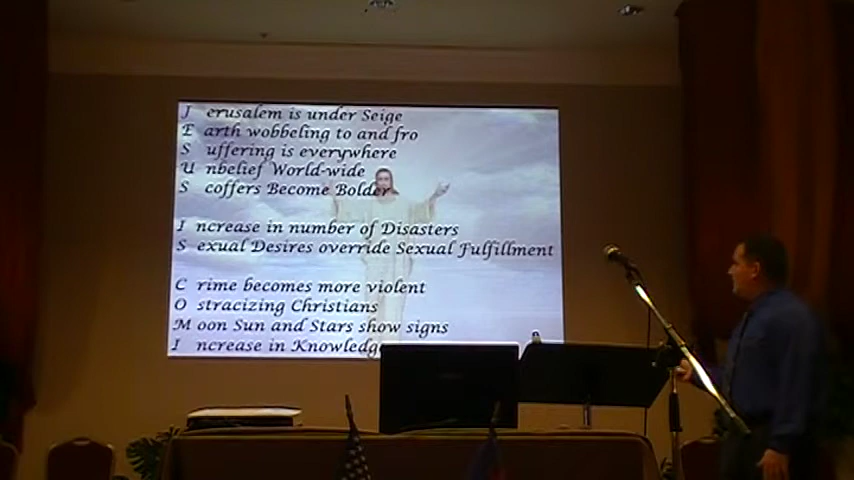 J erusalem is under Seige
E arth wobbeling to and fro
S uffering is everywhere
U nbelief World-wide
S coffers Become Bolder
I ncrease in number of Disasters
S exual Desires override Sexual Fulfillment
C rime becomes more violent
O stracizing Christians
M oon Sun and Stars show signs
I ncrease in Knowledge